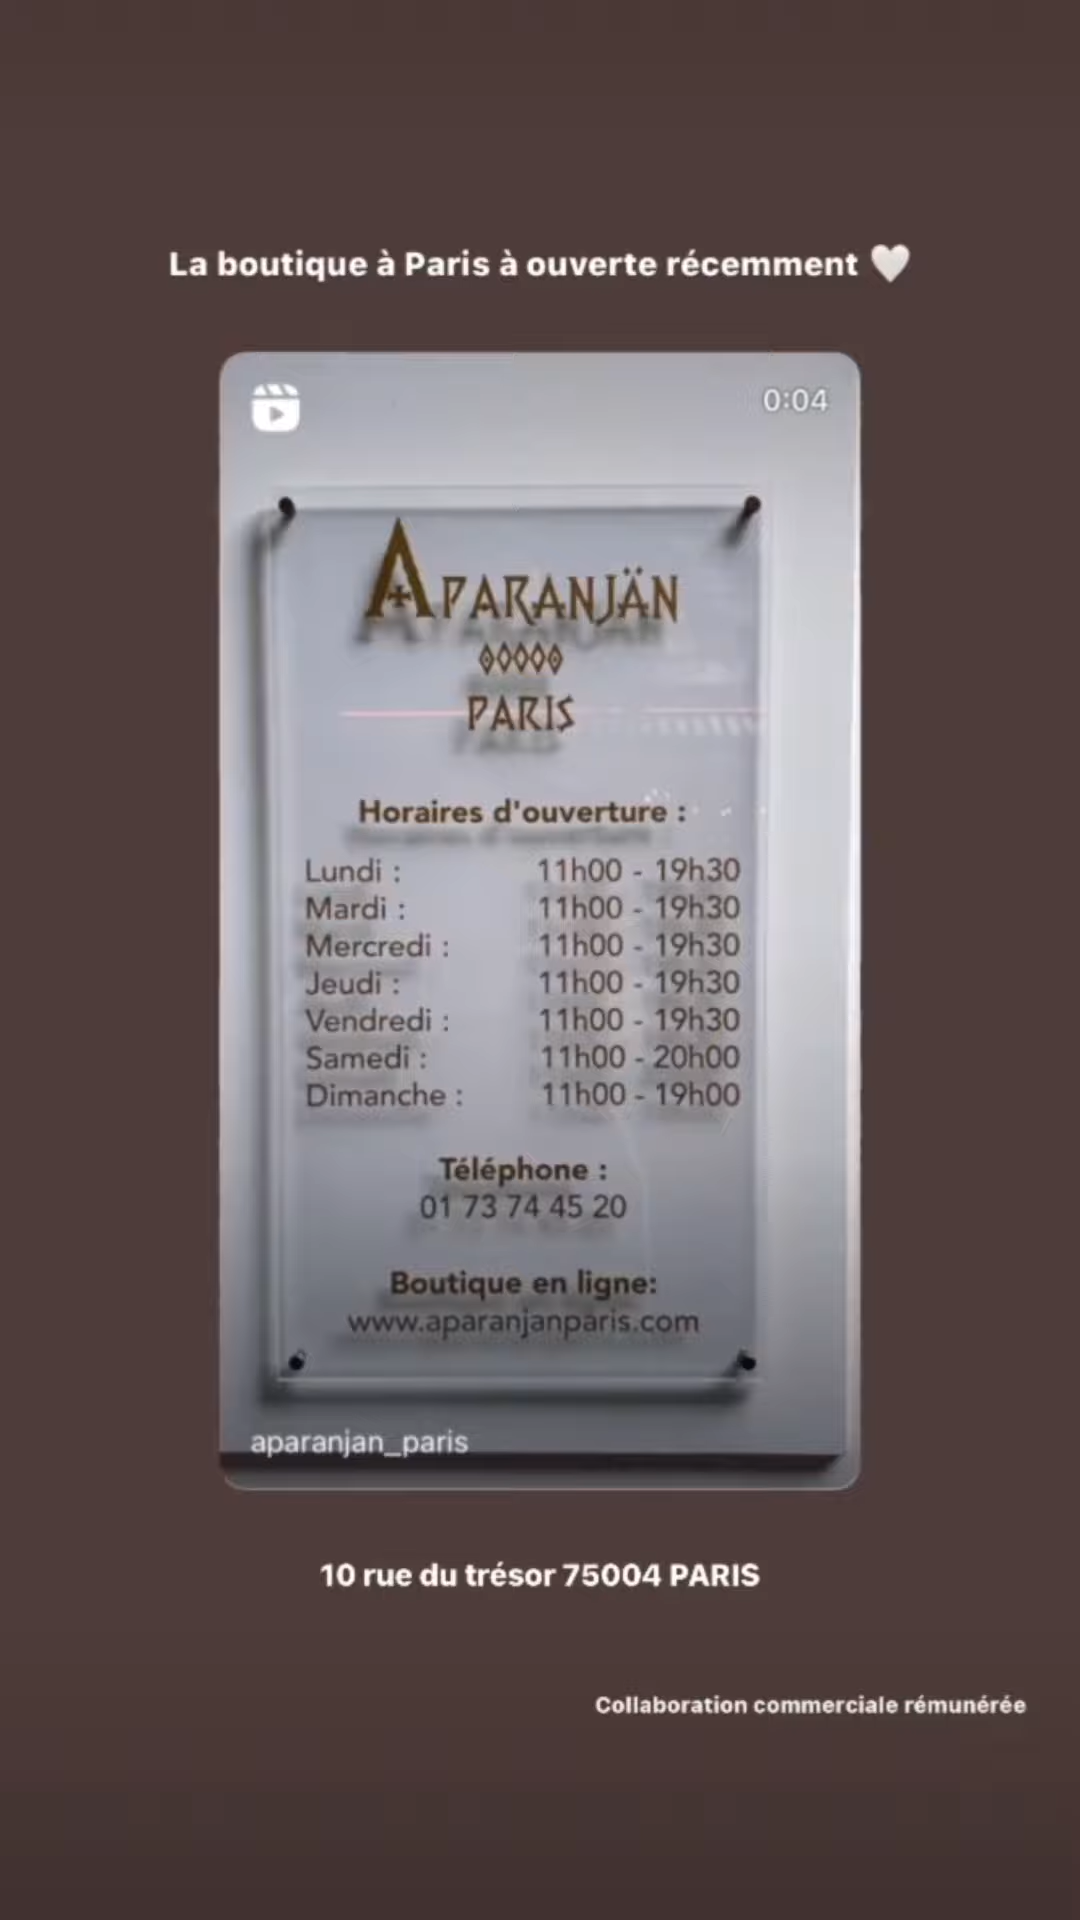 La boutique à Paris à ouverte récemment 🤍
0:04
APARANJÄN
PARIS
Horaires d'ouverture :
Lundi : 11h00 - 19h30
Mardi : 11h00 - 19h30
Mercredi : 11h00 - 19h30
Jeudi : 11h00 - 19h30
Vendredi : 11h00 - 19h30
Samedi : 11h00 - 20h00
Dimanche : 11h00 - 19h00
Téléphone :
01 73 74 45 20
Boutique en ligne:
www.aparanjanparis.com
aparanjan_paris
10 rue du trésor 75004 PARIS
Collaboration commerciale rémunérée